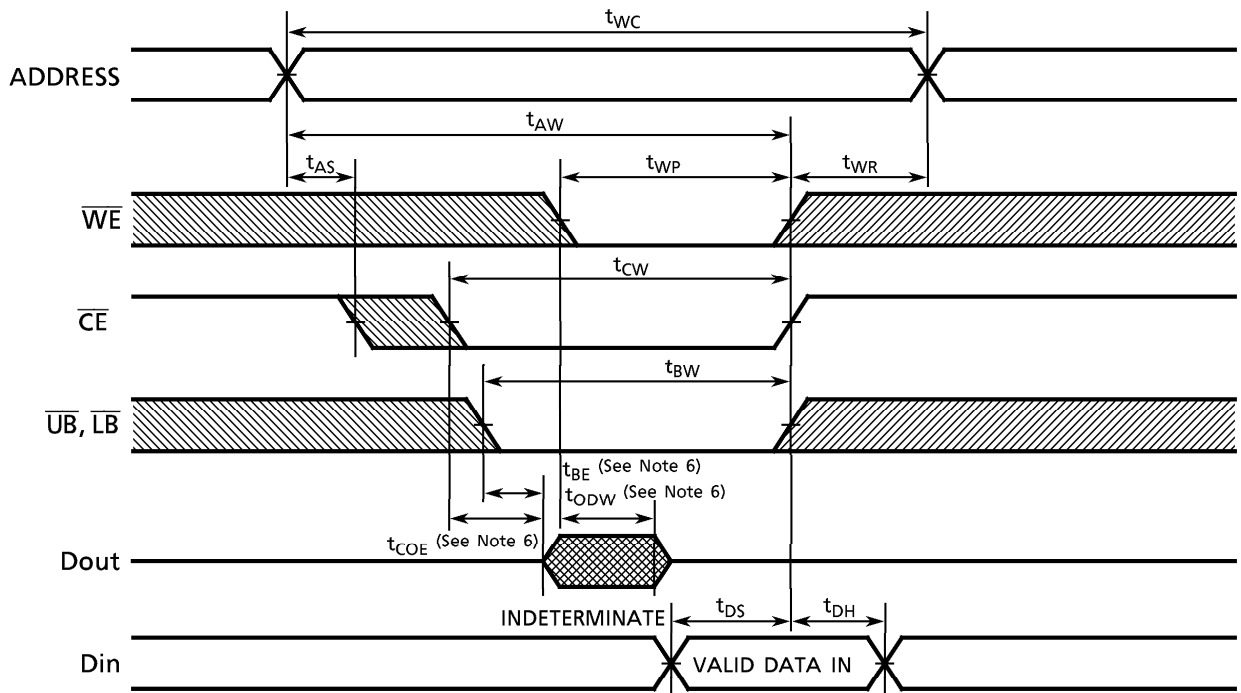 tWC
ADDRESS
tAW
tAS
tWP
tWR
WE
tCW
CE
tBW
UB, LB
tBE (See Note 6)
tODW (See Note 6)
tCOE (See Note 6)
Dout
INDETERMINATE
tDS
tDH
Din
VALID DATA IN